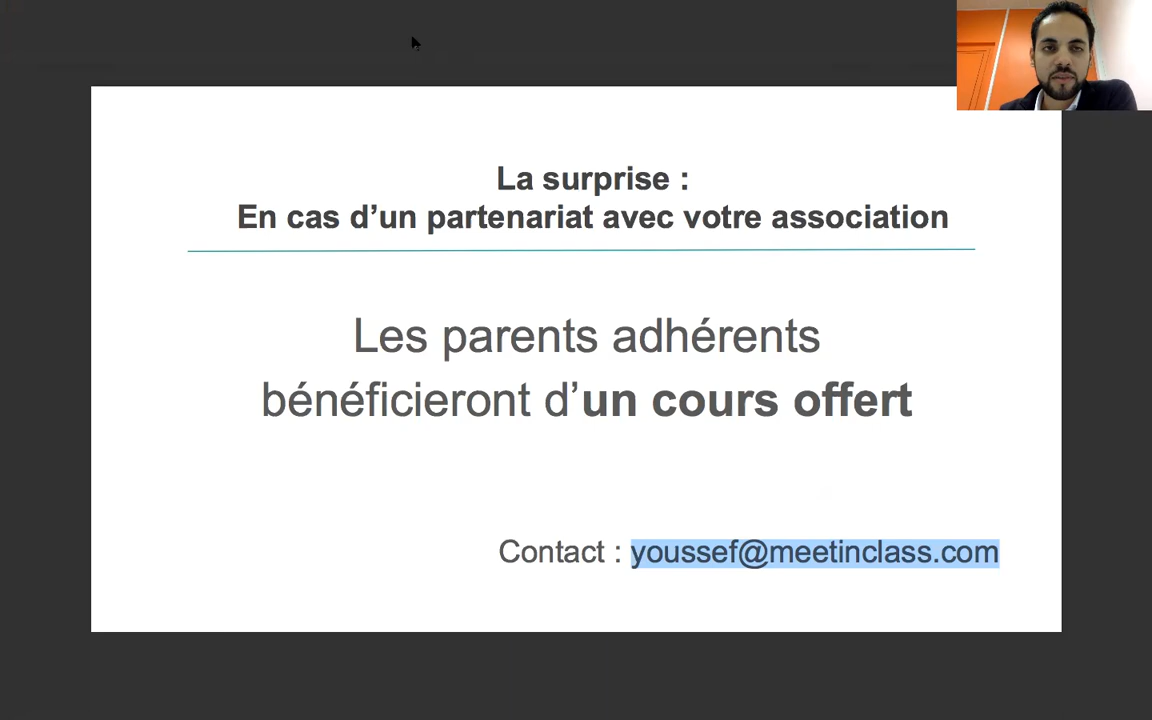 La surprise :
En cas d’un partenariat avec votre association
Les parents adhérents
bénéficieront d’un cours offert
Contact : youssef@meetinclass.com